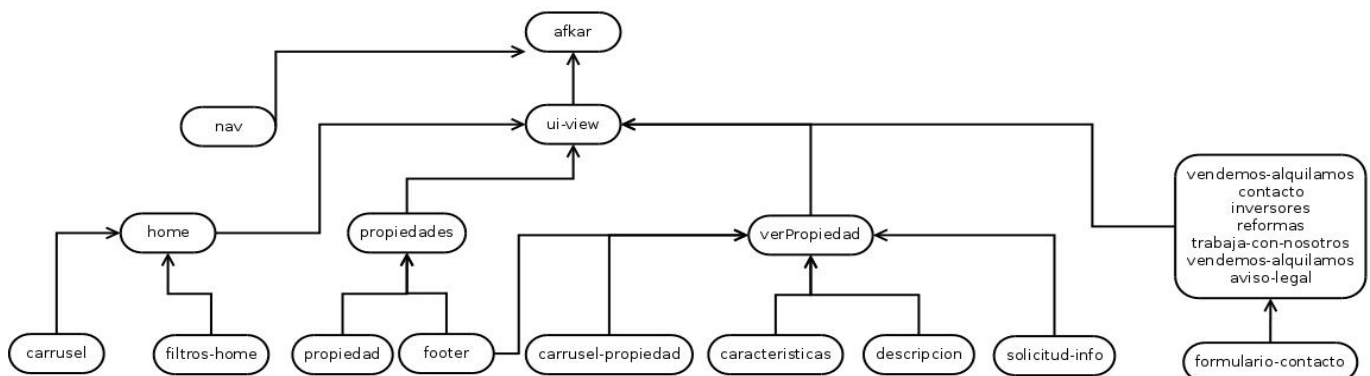 afkar
nav
ui-view
vendemos-alquilamos
contacto
inversores
reformas
trabaja-con-nosotros
vendemos-alquilamos
aviso-legal
home
propiedades
verPropiedad
carrusel
filtros-home
propiedad
footer
carrusel-propiedad
caracteristicas
descripcion
solicitud-info
formulario-contacto